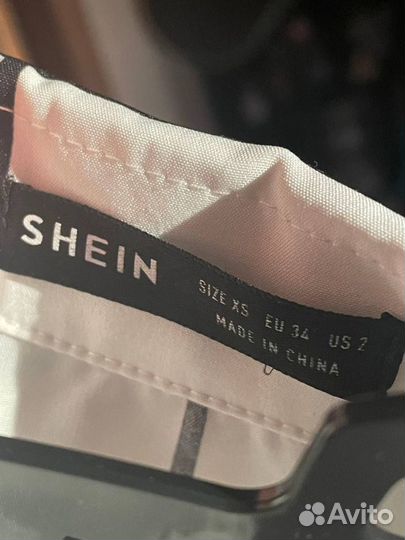 SHEIN
SIZE XS EU 34 US 2
MADE IN CHINA
Avito